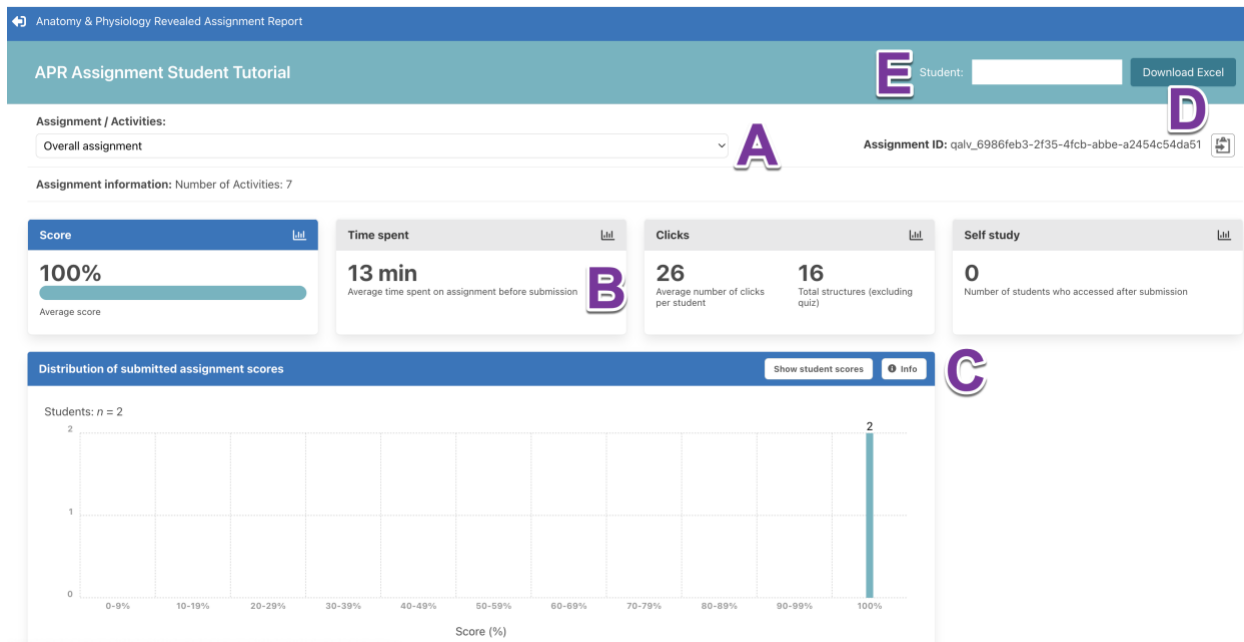 Anatomy & Physiology Revealed Assignment Report
APR Assignment Student Tutorial
E
Student:
Download Excel
D
Assignment / Activities:
Overall assignment
A
Assignment ID: qalv_6986feb3-2f35-4fcb-abbe-a2454c54da51
Assignment information: Number of Activities: 7
Score
Time spent
Clicks
Self study
100%
Average score
13 min
Average time spent on assignment before submission
B
26
Average number of clicks
per student
16
Total structures (excluding
quiz)
0
Number of students who accessed after submission
Distribution of submitted assignment scores
Show student scores
Info
C
Students: n = 2
2
2
1
0
0-9% 10-19% 20-29% 30-39% 40-49% 50-59% 60-69% 70-79% 80-89% 90-99% 100%
Score (%)